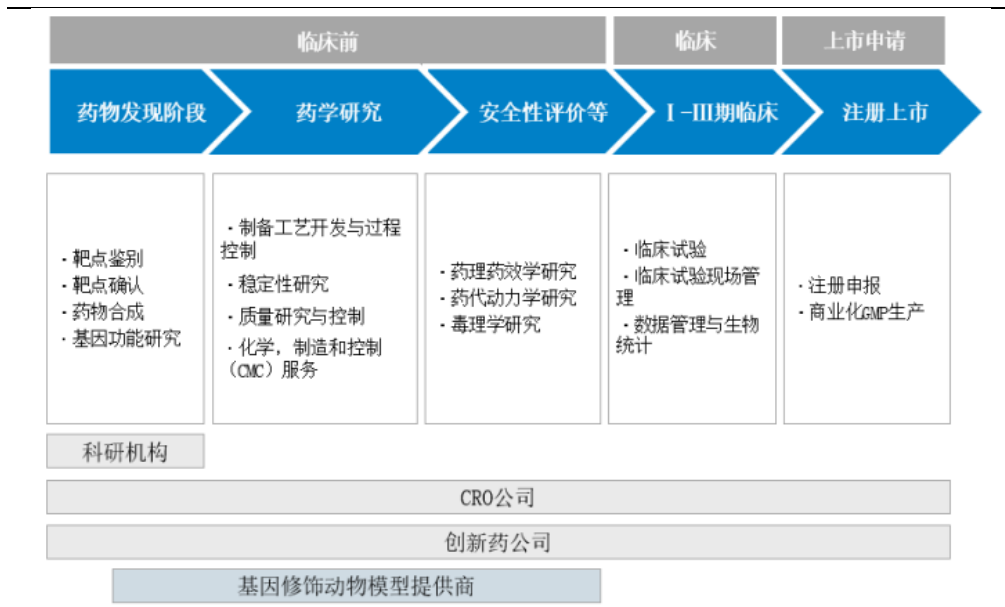 临床前
临床
上市申请
药物发现阶段
药学研究
安全性评价等
I-III期临床
注册上市
·靶点鉴别
·靶点确认
·药物合成
·基因功能研究
·制备工艺开发与过程
控制
·稳定性研究
·质量研究与控制
·化学，制造和控制
（CMC）服务
·药理药效学研究
·药代动力学研究
·毒理学研究
·临床试验
·临床试验现场管
理
·数据管理与生物
统计
·注册申报
·商业化GMP生产
科研机构
CRO公司
创新药公司
基因修饰动物模型提供商